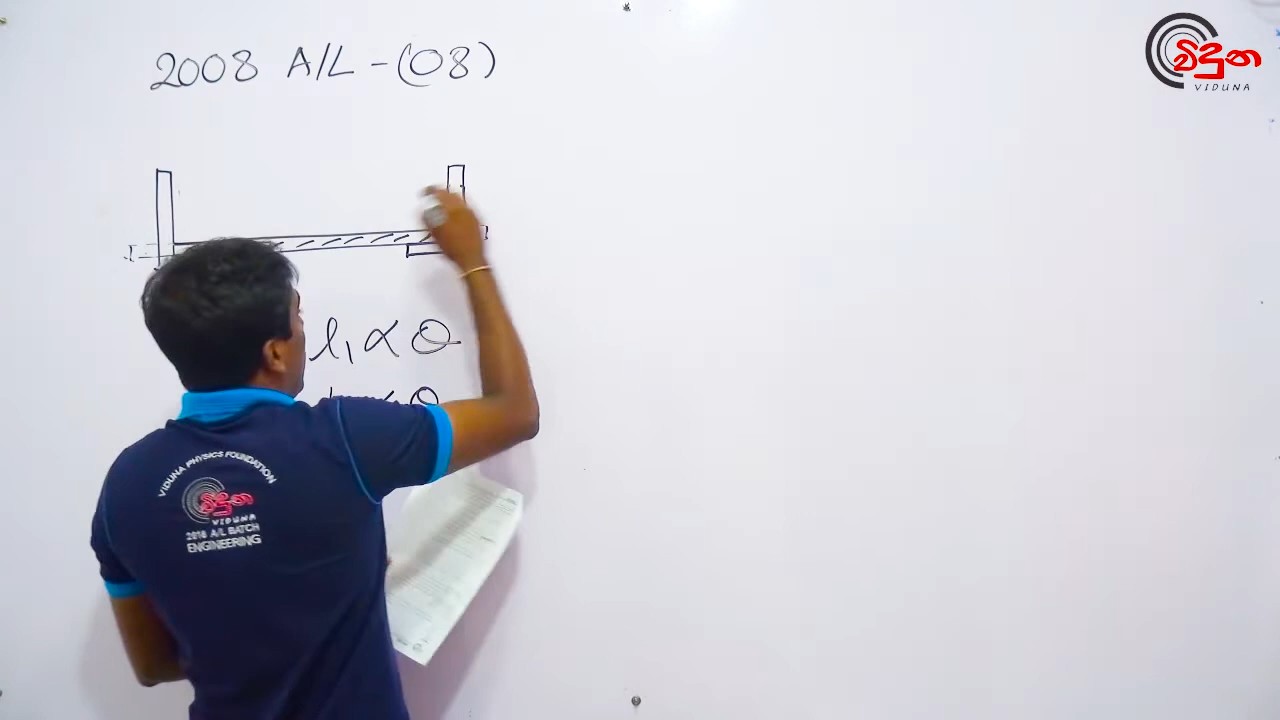 2008 A/L - (08)
විදුන
VIDUNA
l₁ ∝ θ
VIDUNA PHYSICS FOUNDATION
විදුන
VIDUNA
2018 A/L BATCH
ENGINEERING